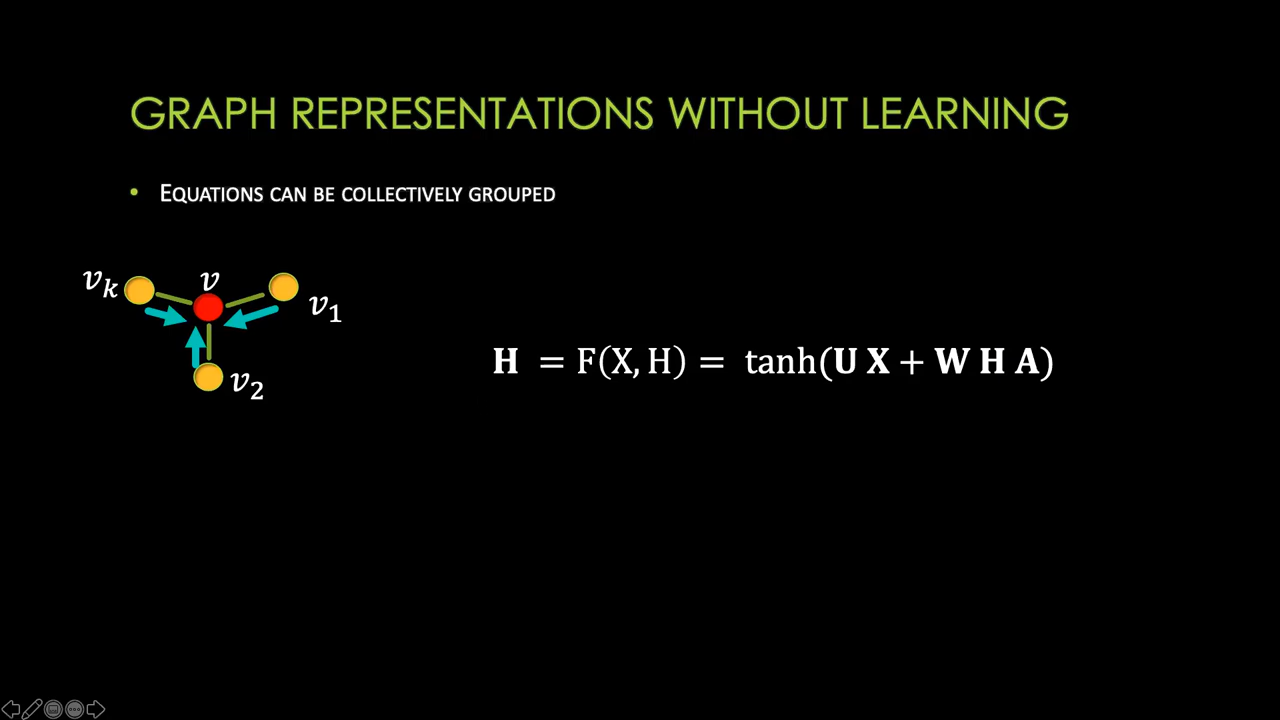 GRAPH REPRESENTATIONS WITHOUT LEARNING
• EQUATIONS CAN BE COLLECTIVELY GROUPED
v_k
v
v_1
v_2
H = F(X, H) = tanh(U X + W H A)